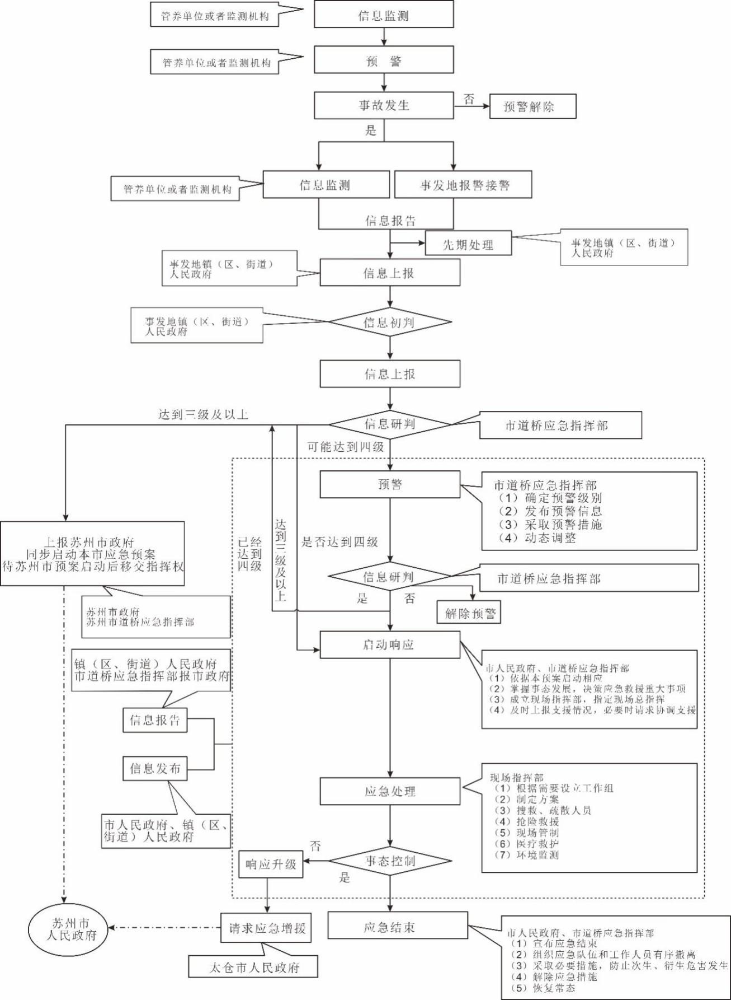 管养单位或者监测机构
信息监测
管养单位或者监测机构
预 警
事故发生
否
预警解除
是
管养单位或者监测机构
信息监测
事发地报警接警
信息报告
先期处理
事发地镇（区、街道）
人民政府
事发地镇（区、街道）
人民政府
信息上报
事发地镇（区、街道）
人民政府
信息初判
信息上报
达到三级及以上
信息研判
市道桥应急指挥部
可能达到四级
预警
市道桥应急指挥部
（1）确定预警级别
（2）发布预警信息
（3）采取预警措施
（4）动态调整
上报苏州市政府
同步启动本市应急预案
待苏州市预案启动后移交指挥权
已经
达到
四级
达到三级及以上
是否达到四级
信息研判
市道桥应急指挥部
是
否
解除预警
苏州市政府
苏州市道桥应急指挥部
启动响应
市人民政府、市道桥应急指挥部
（1）依据本预案启动相应
（2）掌握事态发展，决策应急救援重大事项
（3）成立现场指挥部，指定现场总指挥
（4）及时上报支援情况，必要时请求协调支援
镇（区、街道）人民政府
市道桥应急指挥部报市政府
信息报告
信息发布
市人民政府、镇（区、
街道）人民政府
应急处理
现场指挥部
（1）根据需要设立工作组
（2）制定方案
（3）搜救、疏散人员
（4）抢险救援
（5）现场管制
（6）医疗救护
（7）环境监测
否
响应升级
事态控制
是
苏州市
人民政府
请求应急增援
太仓市人民政府
应急结束
市人民政府、市道桥应急指挥部
（1）宣布应急结束
（2）组织应急队伍和工作人员有序撤离
（3）采取必要措施，防止次生、衍生危害发生
（4）解除应急措施
（5）恢复常态